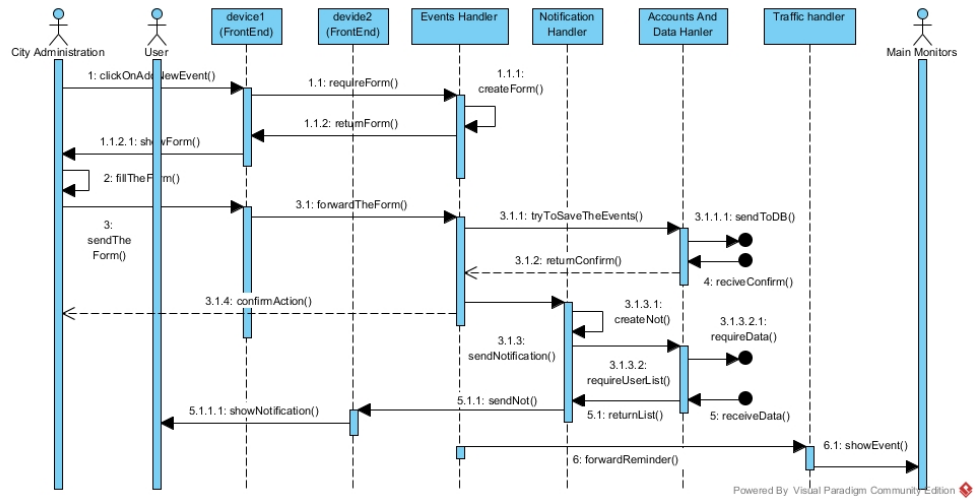 City Administration
User
device1
(FrontEnd)
devide2
(FrontEnd)
Events Handler
Notification
Handler
Accounts And
Data Hanler
Traffic handler
Main Monitors
1: clickOnAddNewEvent()
1.1: requireForm()
1.1.1:
createForm()
1.1.2: returnForm()
1.1.2.1: showForm()
2: fillTheForm()
3:
sendThe
Form()
3.1: forwardTheForm()
3.1.1: tryToSaveTheEvents()
3.1.1.1: sendToDB()
3.1.2: returnConfirm()
4: reciveConfirm()
3.1.4: confirmAction()
3.1.3.1:
createNot()
3.1.3:
sendNotification()
3.1.3.2.1:
requireData()
3.1.3.2:
requireUserList()
5.1.1: sendNot()
5.1: returnList()
5: receiveData()
5.1.1.1: showNotification()
6: forwardReminder()
6.1: showEvent()
Powered By Visual Paradigm Community Edition